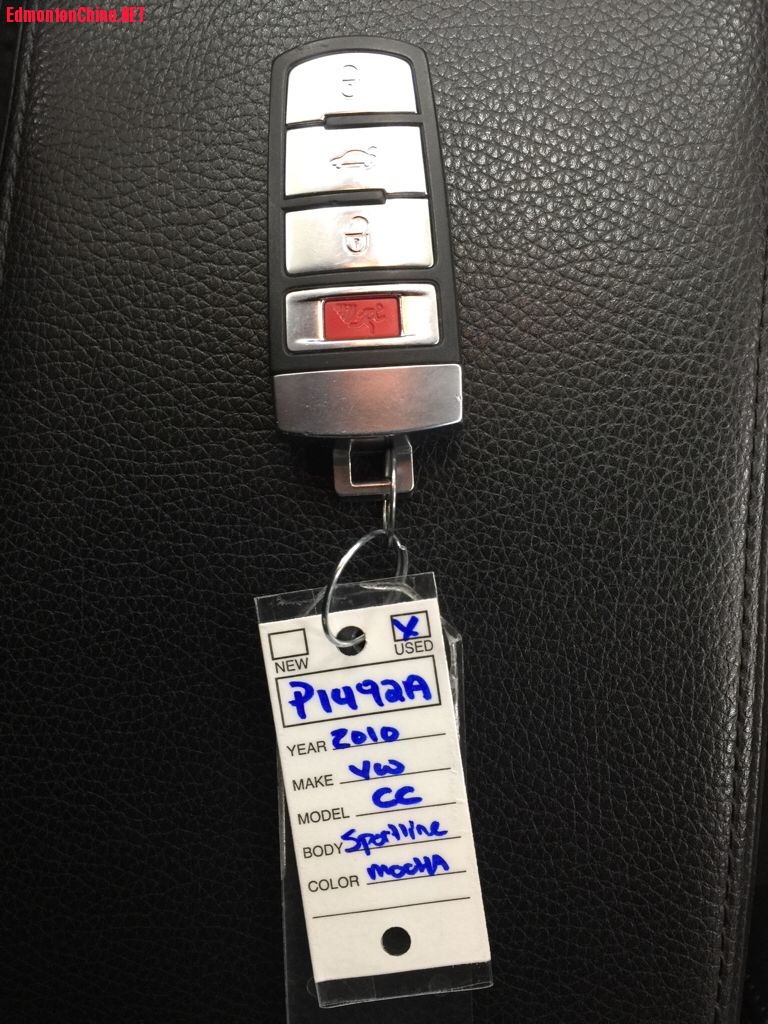 EdmontonChina.NET
NEW
USED
P1492A
YEAR 2010
MAKE VW
MODEL CC
BODY Sportline
COLOR MOCHA